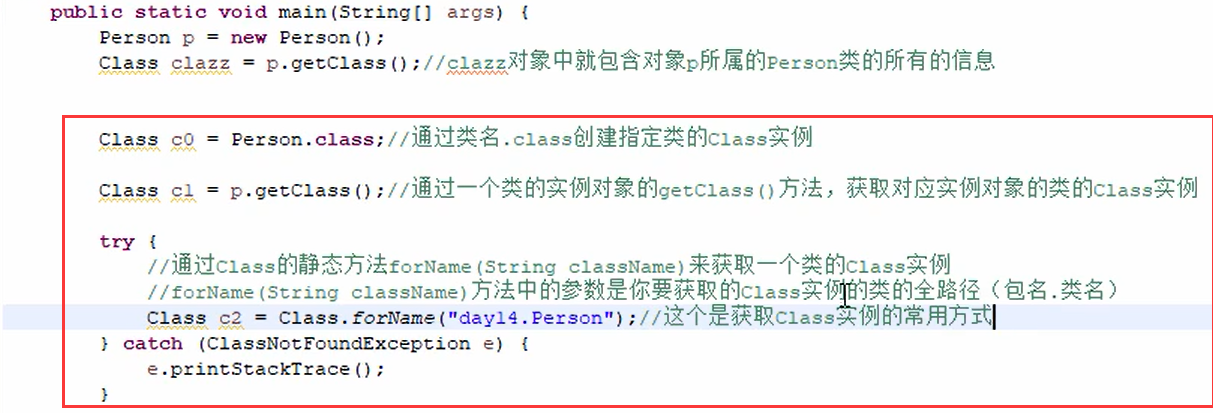 public static void main(String[] args) {
Person p = new Person();
Class clazz = p.getClass();//clazz对象中就包含对象p所属的Person类的所有的信息
Class c0 = Person.class;//通过类名.class创建指定类的Class实例
Class c1 = p.getClass();//通过一个类的实例对象的getClass()方法，获取对应实例对象的类的Class实例
try {
//通过Class的静态方法forName(String className)来获取一个类的Class实例
//forName(String className)方法中的参数是你要获取的Class实例的类的全路径（包名.类名）
Class c2 = Class.forName("day14.Person");//这个是获取Class实例的常用方式
} catch (ClassNotFoundException e) {
e.printStackTrace();
}